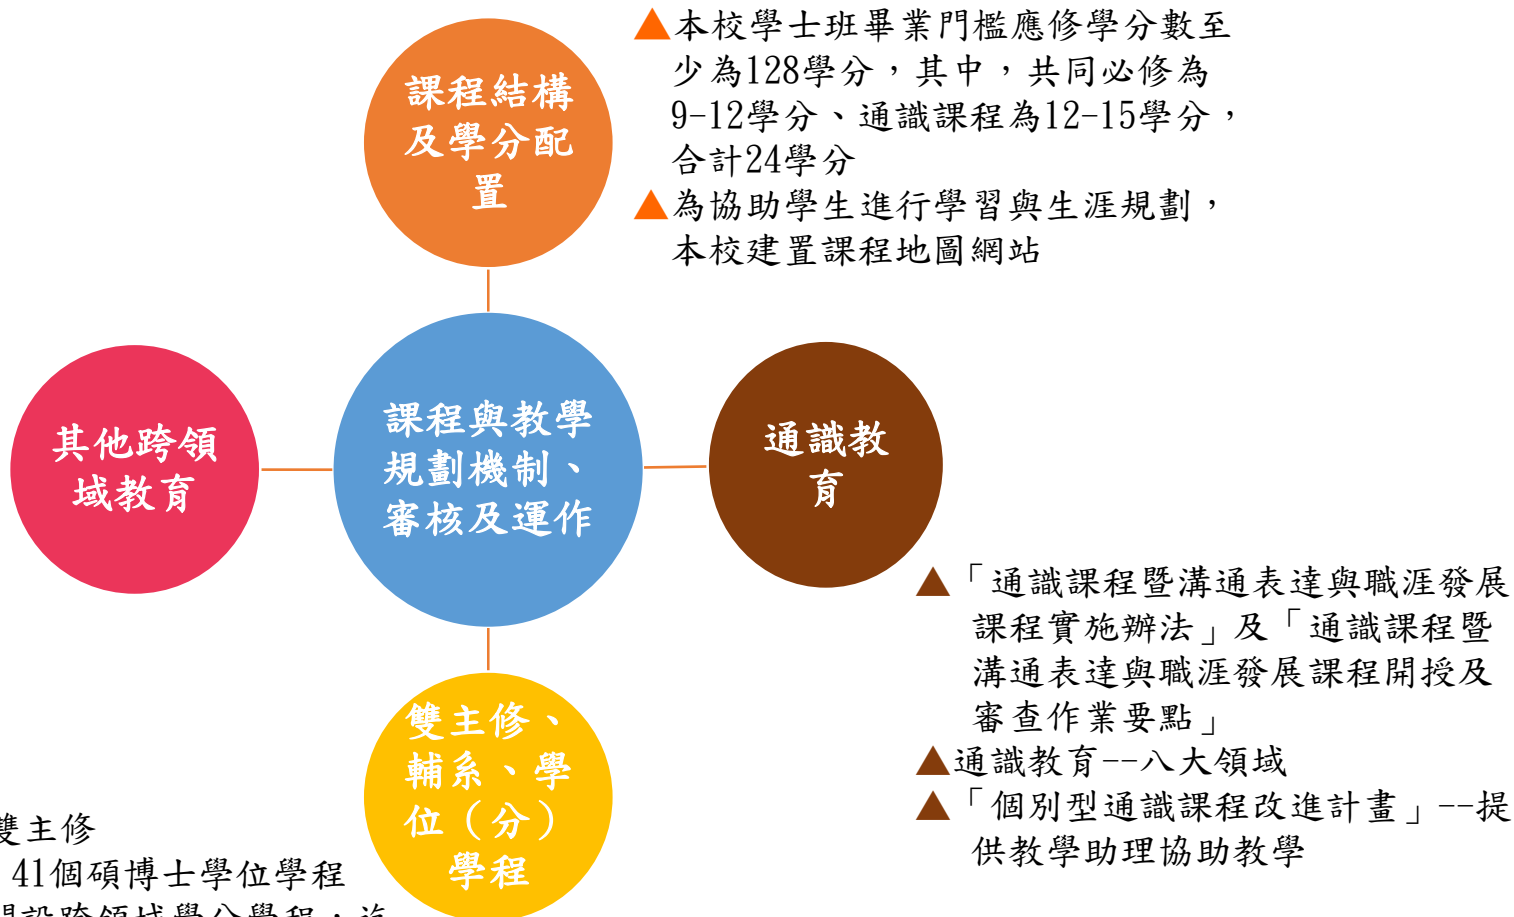 ▲本校學士班畢業門檻應修學分數至
少為128學分，其中，共同必修為
9-12學分、通識課程為12-15學分，
合計24學分
▲為協助學生進行學習與生涯規劃，
本校建置課程地圖網站
課程結構
及學分配
置
其他跨領
域教育
課程與教學
規劃機制、
審核及運作
通識教
育
▲「通識課程暨溝通表達與職涯發展
課程實施辦法」及「通識課程暨
溝通表達與職涯發展課程開授及
審查作業要點」
▲通識教育--八大領域
▲「個別型通識課程改進計畫」--提
供教學助理協助教學
雙主修、
輔系、學
位（分）
學程
雙主修
41個碩博士學位學程
開設跨領域學分學程，迄